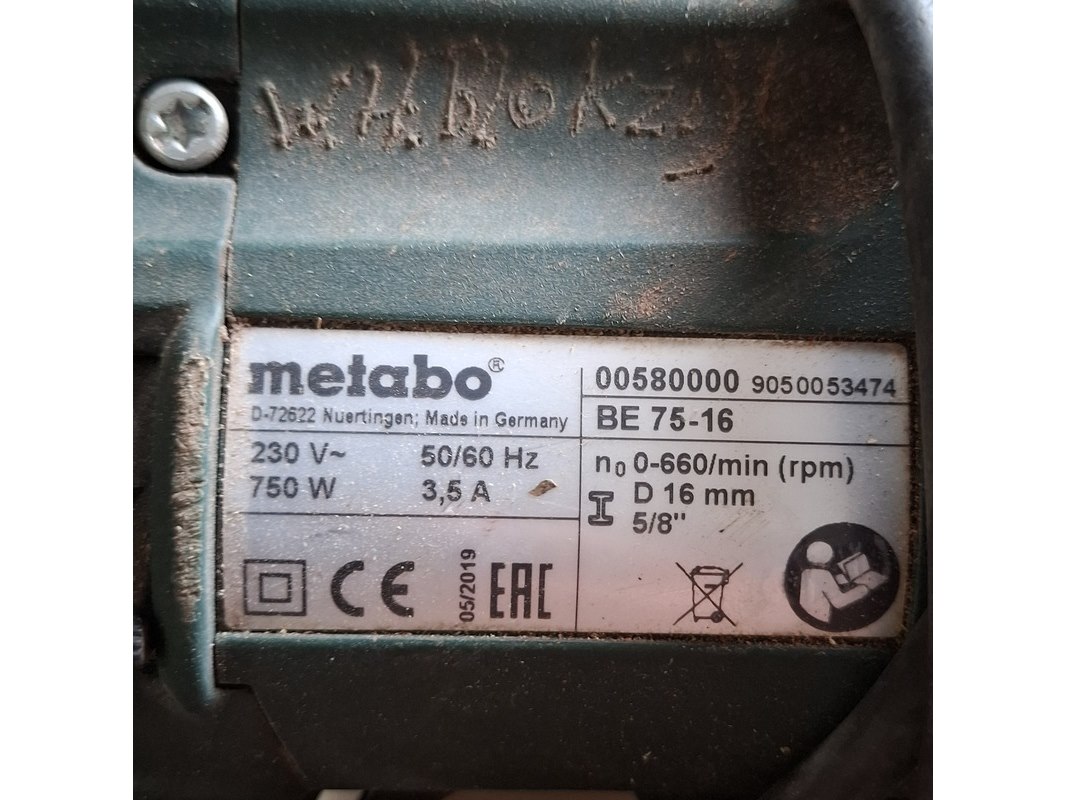 metabo®
D-72622 Nuertingen; Made in Germany
230 V~ 50/60 Hz
750 W 3,5 A
CE 05/2019 EAC
00580000 9050053474
BE 75-16
n0 0-660/min (rpm)
D 16 mm
5/8"